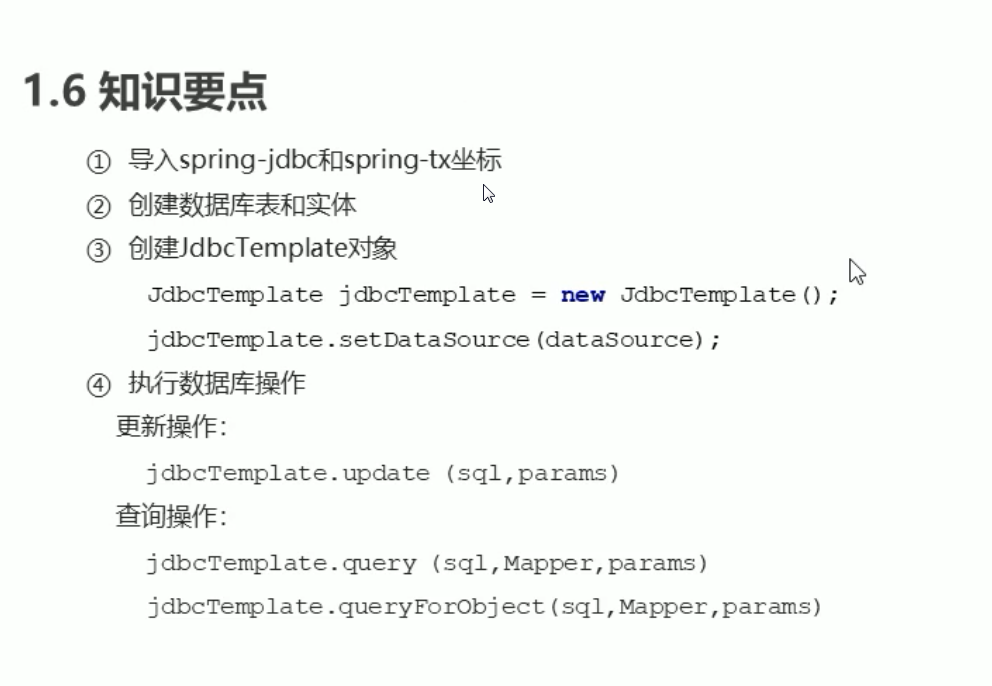 1.6 知识要点
① 导入spring-jdbc和spring-tx坐标
② 创建数据库表和实体
③ 创建JdbcTemplate对象
JdbcTemplate jdbcTemplate = new JdbcTemplate();
jdbcTemplate.setDataSource(dataSource);
④ 执行数据库操作
更新操作：
jdbcTemplate.update (sql,params)
查询操作：
jdbcTemplate.query (sql,Mapper,params)
jdbcTemplate.queryForObject(sql,Mapper,params)